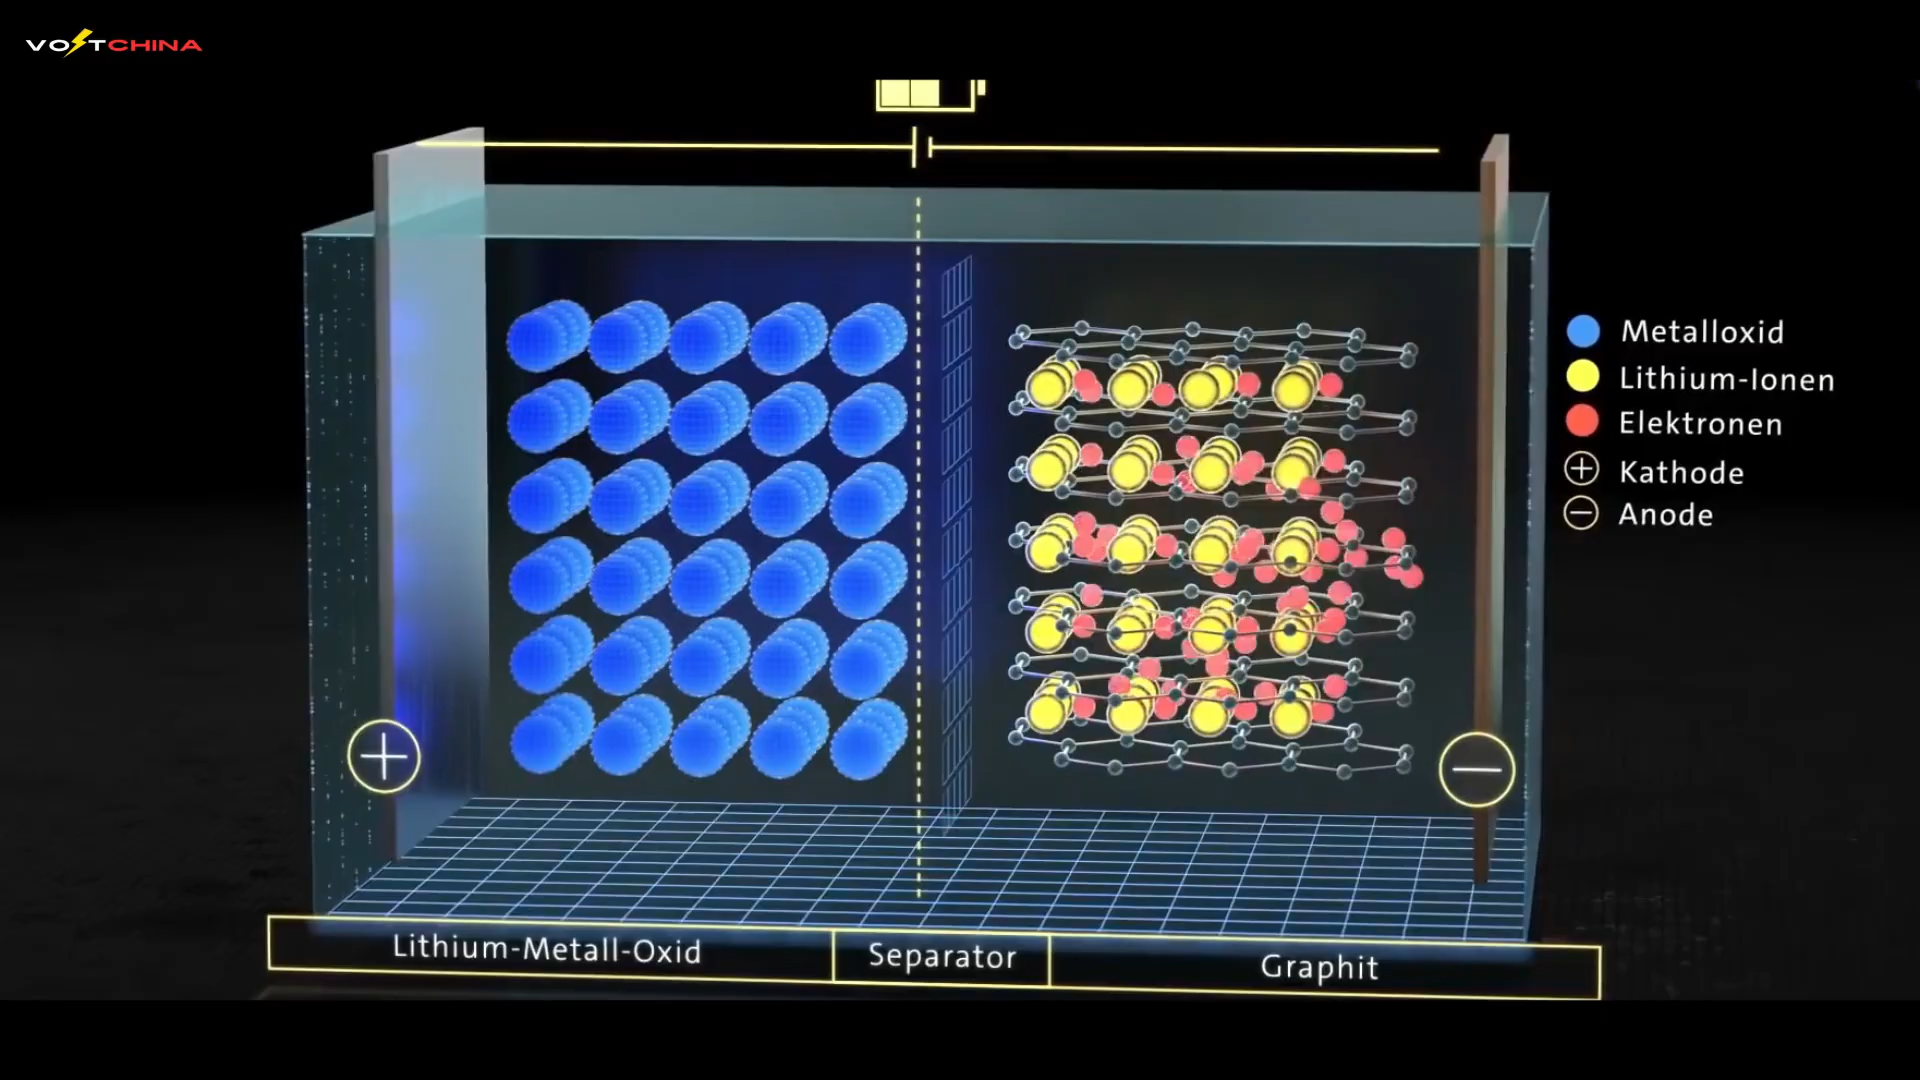 VOLTCHINA
Metalloxid
Lithium-Ionen
Elektronen
+ Kathode
− Anode
+
−
Lithium-Metall-Oxid
Separator
Graphit